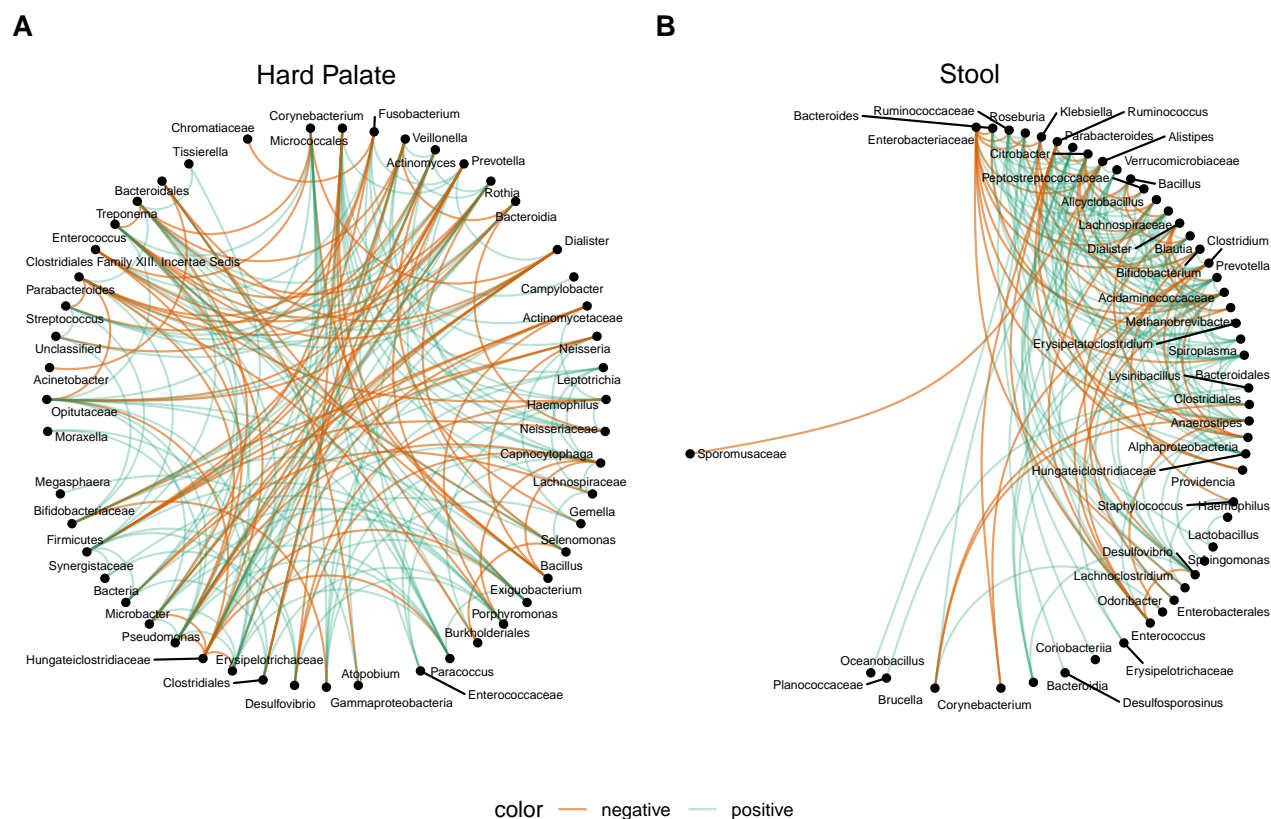 A
B
Hard Palate
Stool
Corynebacterium
Fusobacterium
Chromatiaceae
Micrococcales
Veillonella
Tissierella
Actinomyces
Prevotella
Bacteroidales
Rothia
Treponema
Bacteroidia
Enterococcus
Dialister
Clostridiales Family XIII. Incertae Sedis
Parabacteroides
Campylobacter
Streptococcus
Actinomycetaceae
Unclassified
Neisseria
Acinetobacter
Leptotrichia
Opitutaceae
Haemophilus
Moraxella
Neisseriaceae
Capnocytophaga
Megasphaera
Lachnospiraceae
Bifidobacteriaceae
Gemella
Firmicutes
Selenomonas
Synergistaceae
Bacillus
Bacteria
Exiguobacterium
Microbacter
Porphyromonas
Pseudomonas
Burkholderiales
Hungateiclostridiaceae
Erysipelotrichaceae
Clostridiales
Atopobium
Paracoccus
Desulfovibrio
Gammaproteobacteria
Enterococcaceae
Bacteroides
Ruminococcaceae
Roseburia
Klebsiella
Ruminococcus
Enterobacteriaceae
Parabacteroides
Alistipes
Citrobacter
Verrucomicrobiaceae
Peptostreptococcaceae
Bacillus
Alicyclobacillus
Lachnospiraceae
Dialister
Blautia
Clostridium
Bifidobacterium
Prevotella
Acidaminococcaceae
Methanobrevibacter
Erysipelatoclostridium
Spiroplasma
Lysinibacillus
Bacteroidales
Clostridiales
Anaerostipes
Alphaproteobacteria
Sporomusaceae
Hungateiclostridiaceae
Providencia
Staphylococcus
Haemophilus
Lactobacillus
Desulfovibrio
Sphingomonas
Lachnoclostridium
Odoribacter
Enterobacterales
Enterococcus
Coriobacteriia
Erysipelotrichaceae
Oceanobacillus
Planococcaceae
Bacteroidia
Brucella
Corynebacterium
Desulfosporosinus
color
negative
positive